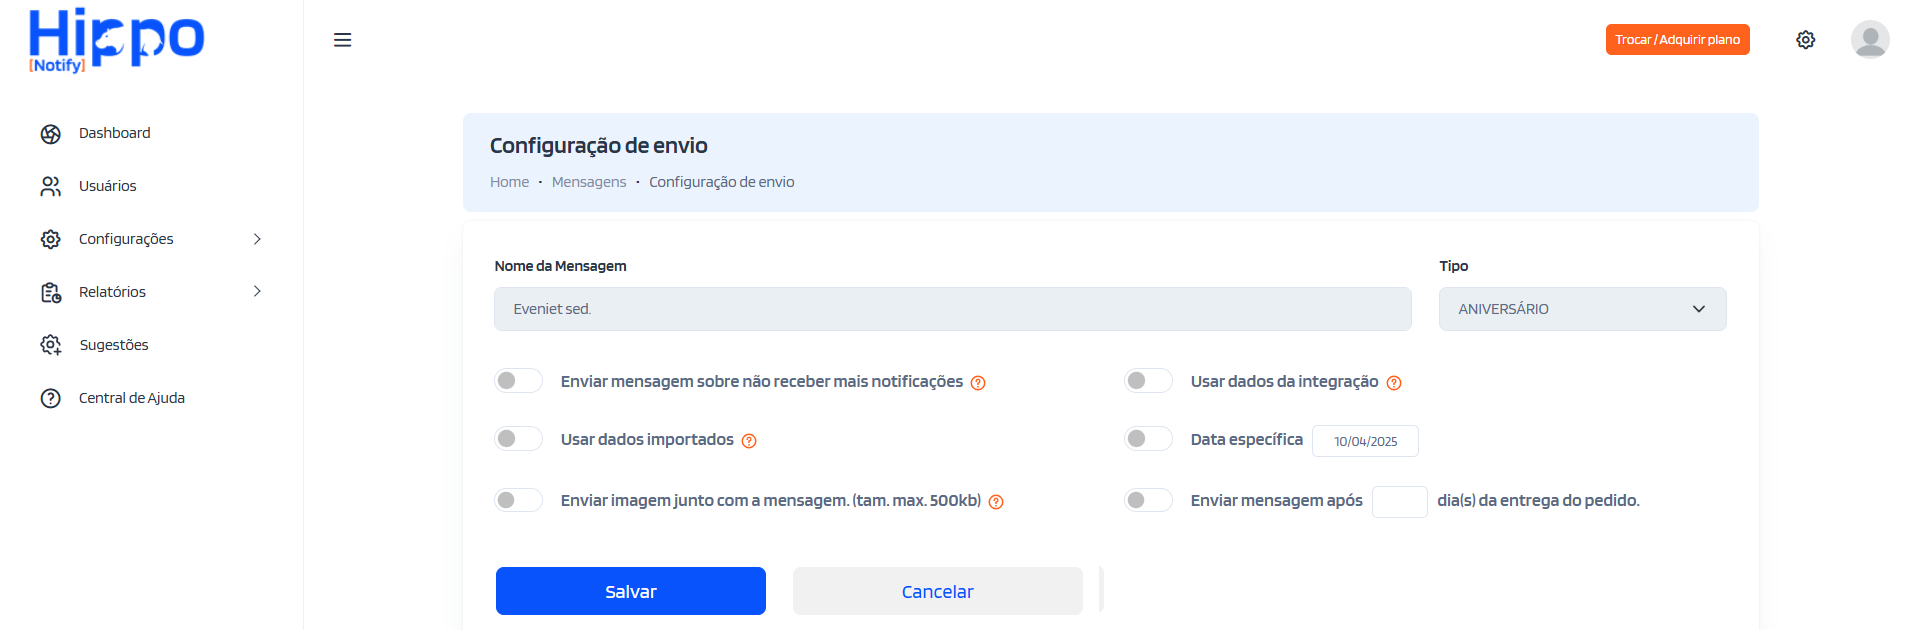 Hippo
[Notify]
Trocar / Adquirir plano
Dashboard
Usuários
Configurações
Relatórios
Sugestões
Central de Ajuda
Configuração de envio
Home • Mensagens • Configuração de envio
Nome da Mensagem
Tipo
Eveniet sed.
ANIVERSÁRIO
Enviar mensagem sobre não receber mais notificações ?
Usar dados da integração ?
Usar dados importados ?
Data específica 10/04/2025
Enviar imagem junto com a mensagem. (tam. max. 500kb) ?
Enviar mensagem após dia(s) da entrega do pedido.
Salvar
Cancelar